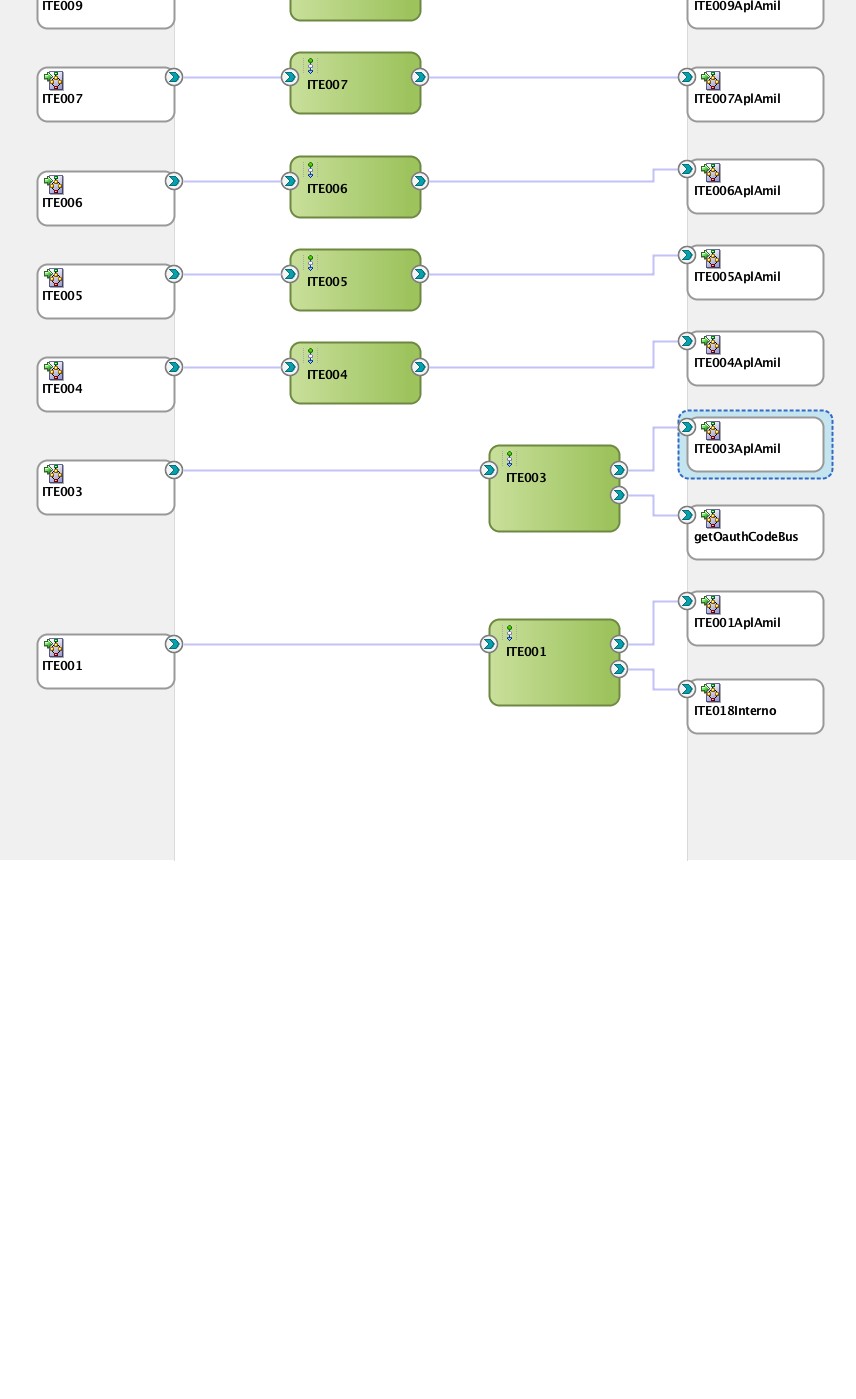 ITE009
ITE009AplAmil
ITE007
ITE007
ITE007AplAmil
ITE006
ITE006
ITE006AplAmil
ITE005
ITE005
ITE005AplAmil
ITE004
ITE004
ITE004AplAmil
ITE003
ITE003
ITE003AplAmil
getOauthCodeBus
ITE001
ITE001
ITE001AplAmil
ITE018Interno